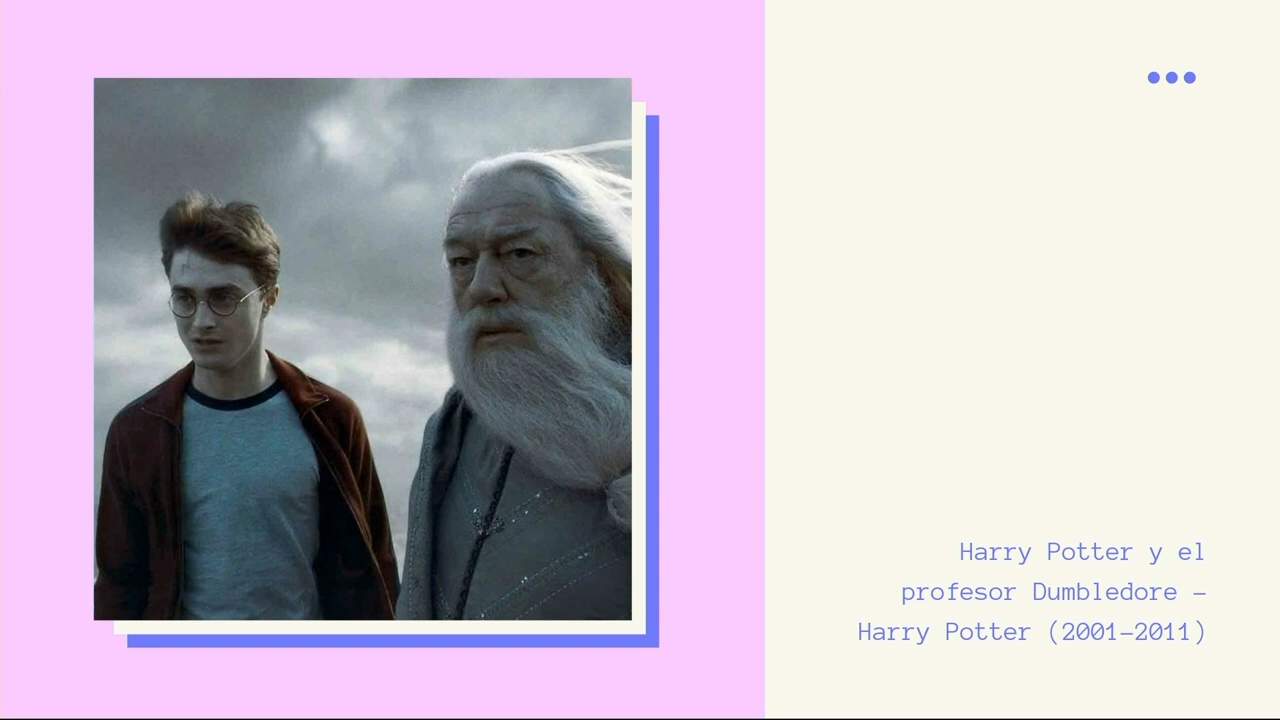 Harry Potter y el
profesor Dumbledore -
Harry Potter (2001-2011)